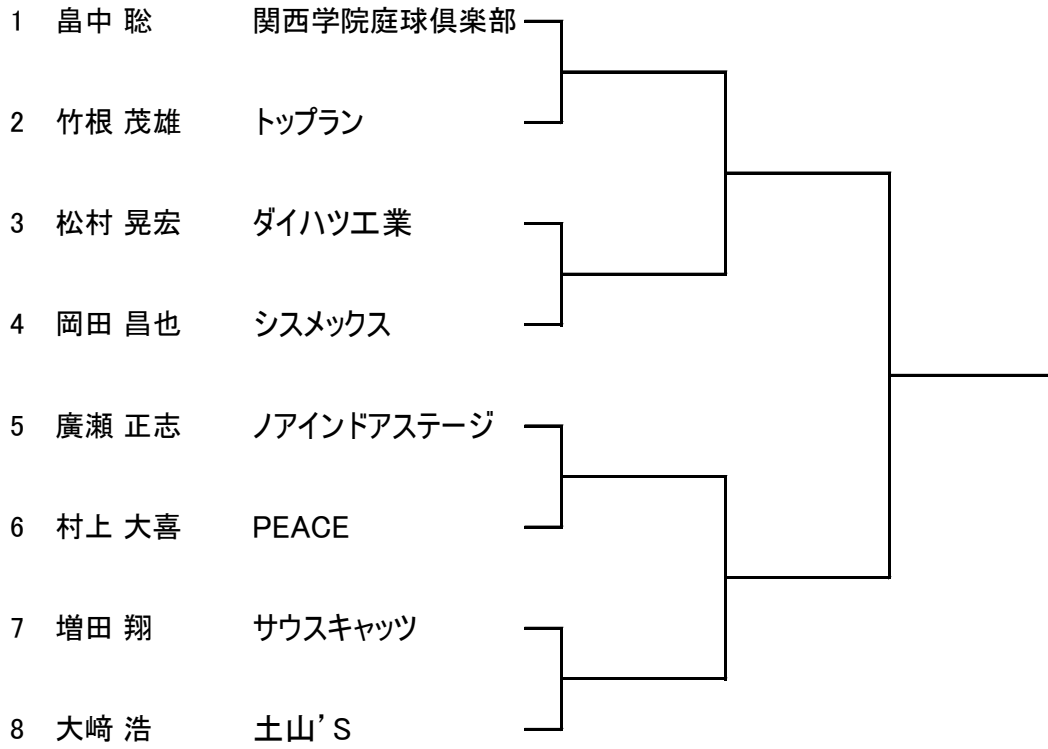 1 畠中 聡 関西学院庭球倶楽部
2 竹根 茂雄 トップラン
3 松村 晃宏 ダイハツ工業
4 岡田 昌也 シスメックス
5 廣瀬 正志 ノアインドアステージ
6 村上 大喜 PEACE
7 増田 翔 サウスキャッツ
8 大﨑 浩 土山’S